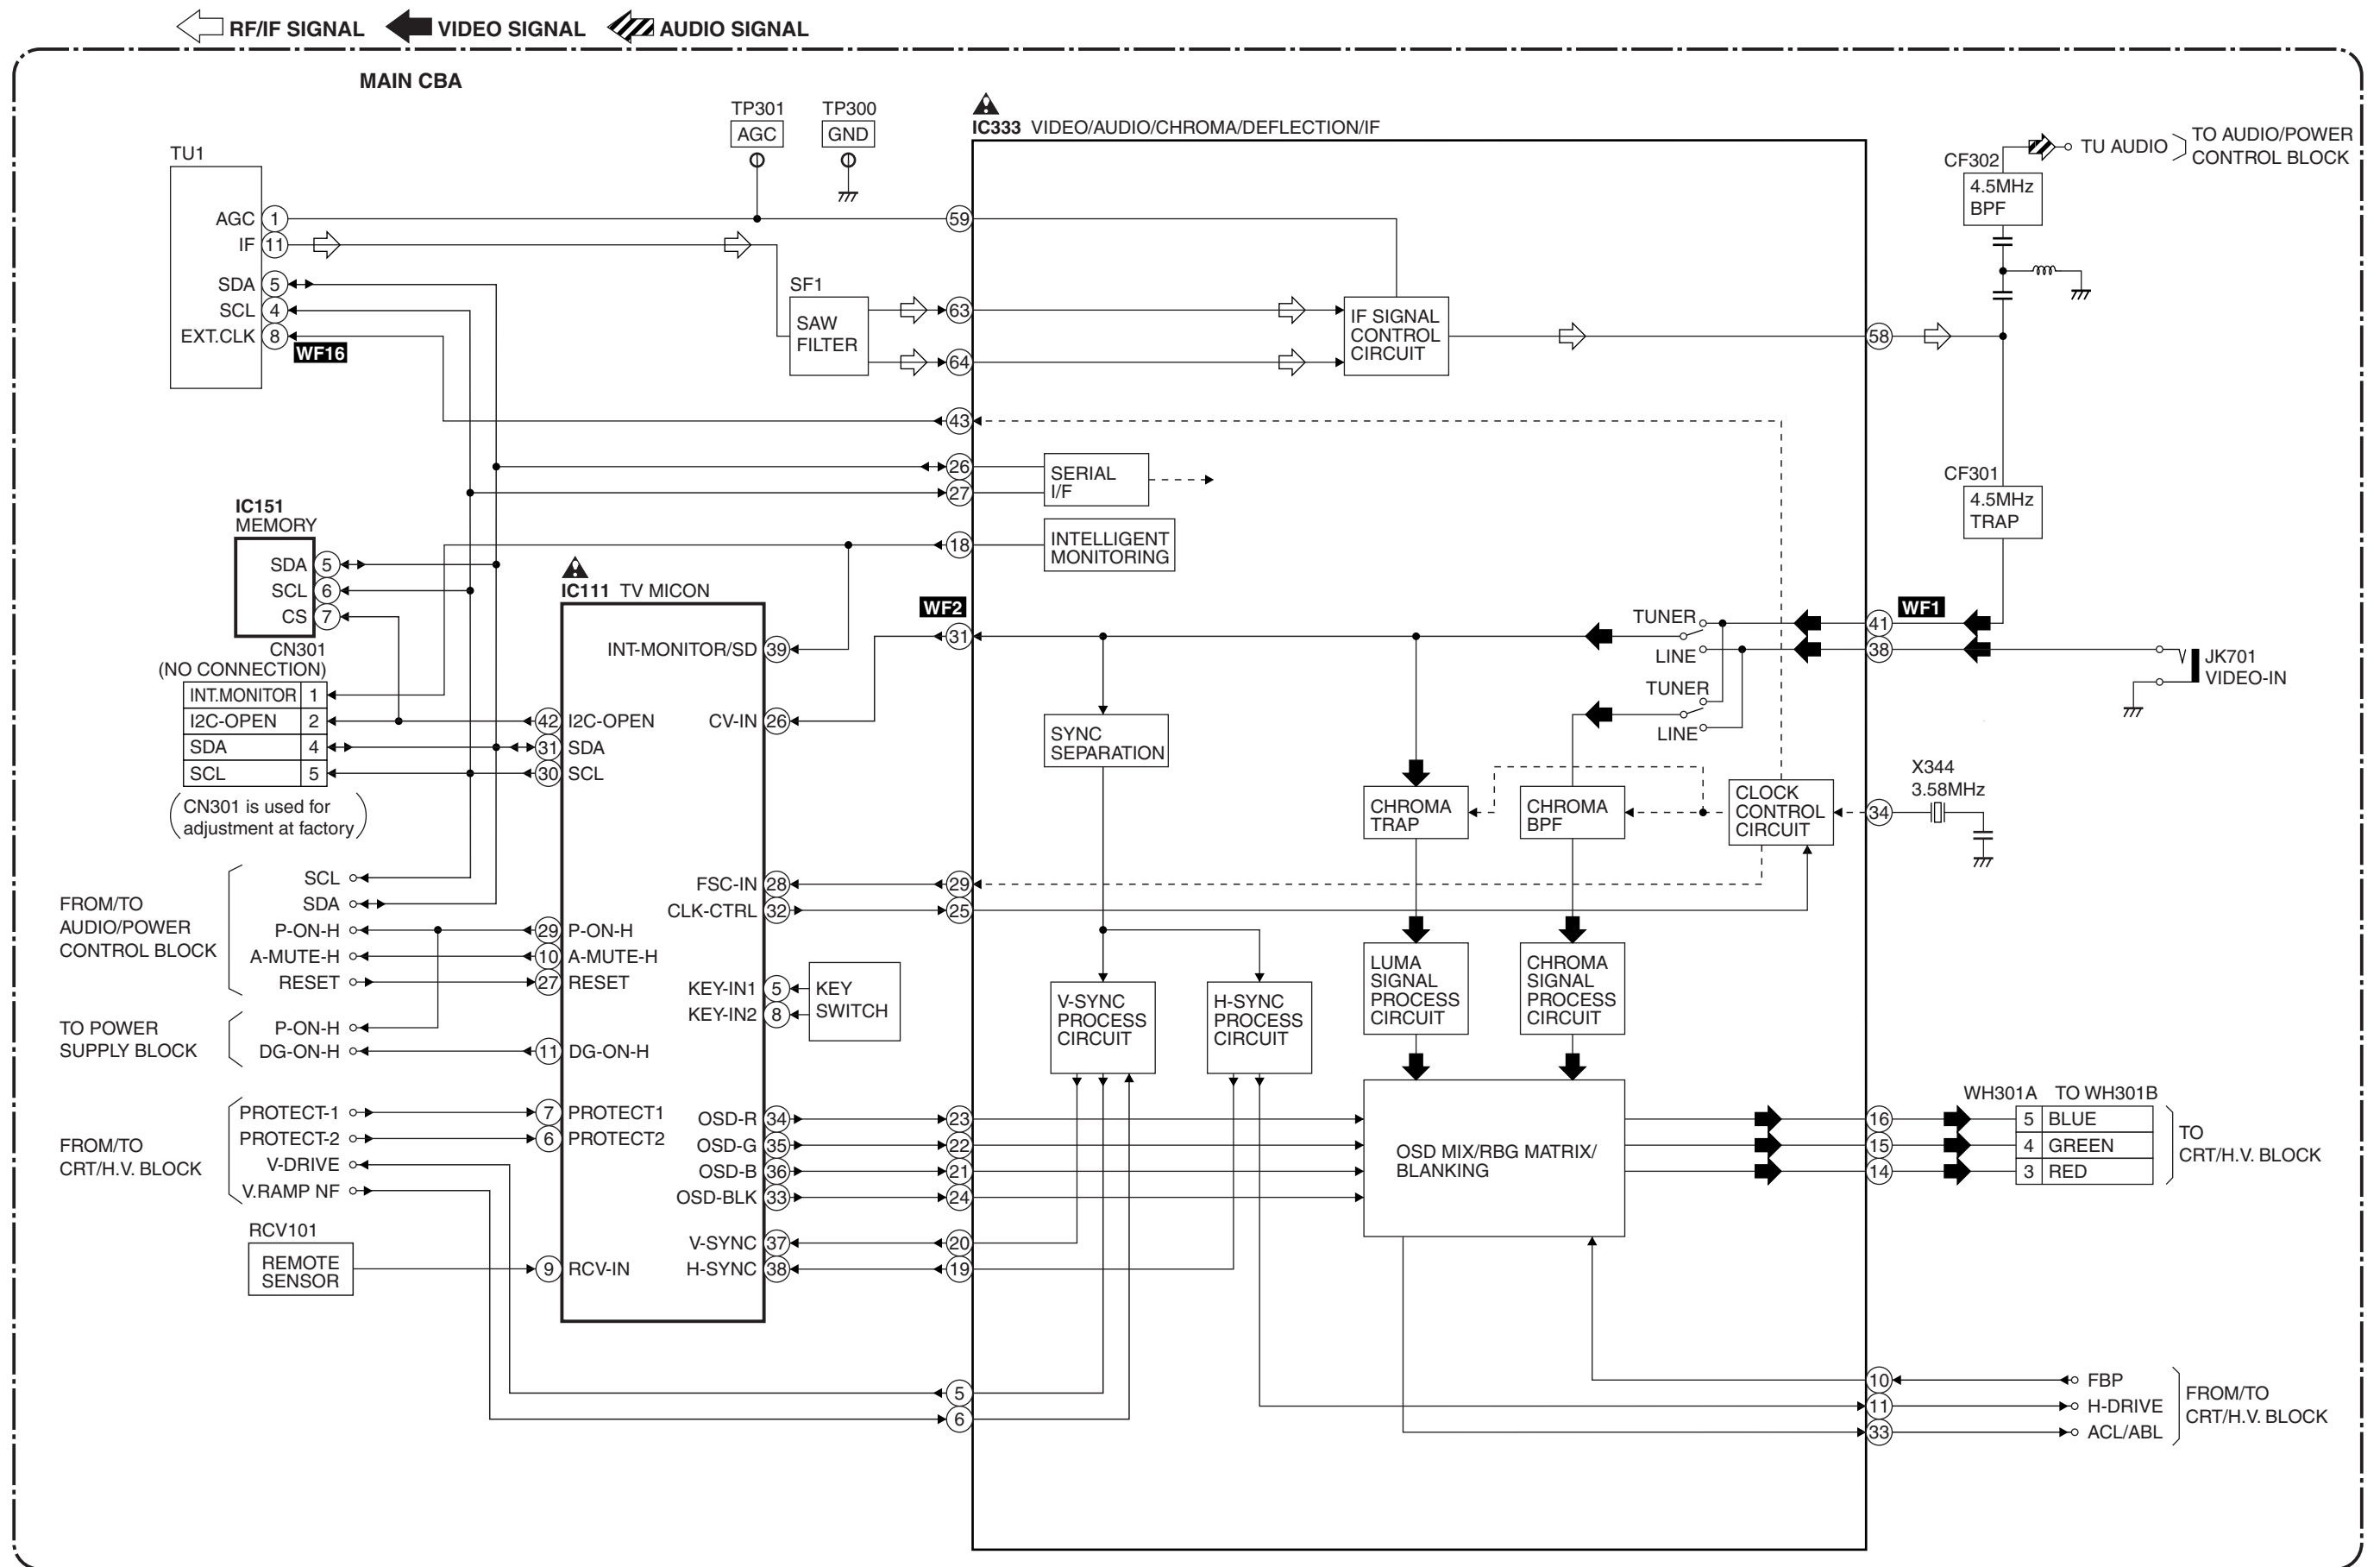 RF/IF SIGNAL
VIDEO SIGNAL
AUDIO SIGNAL
MAIN CBA
TU1
AGC 1
IF 11
SDA 5
SCL 4
EXT.CLK 8
WF16
TP301
AGC
TP300
GND
SF1
SAW
FILTER
IC333 VIDEO/AUDIO/CHROMA/DEFLECTION/IF
59
63
64
43
26
27
18
WF2
31
29
25
23
22
21
24
20
19
5
6
IF SIGNAL
CONTROL
CIRCUIT
SERIAL
I/F
INTELLIGENT
MONITORING
TUNER
LINE
TUNER
LINE
SYNC
SEPARATION
CHROMA
TRAP
CHROMA
BPF
CLOCK
CONTROL
CIRCUIT
V-SYNC
PROCESS
CIRCUIT
H-SYNC
PROCESS
CIRCUIT
LUMA
SIGNAL
PROCESS
CIRCUIT
CHROMA
SIGNAL
PROCESS
CIRCUIT
OSD MIX/RBG MATRIX/
BLANKING
58
41
WF1
38
34
16
15
14
10
11
33
CF302
4.5MHz
BPF
TU AUDIO
TO AUDIO/POWER
CONTROL BLOCK
CF301
4.5MHz
TRAP
JK701
VIDEO-IN
X344
3.58MHz
WH301A TO WH301B
5 BLUE
4 GREEN
3 RED
TO
CRT/H.V. BLOCK
FBP
H-DRIVE
ACL/ABL
FROM/TO
CRT/H.V. BLOCK
IC151
MEMORY
SDA 5
SCL 6
CS 7
CN301
(NO CONNECTION)
INT.MONITOR 1
I2C-OPEN 2
SDA 4
SCL 5
(CN301 is used for
adjustment at factory)
FROM/TO
AUDIO/POWER
CONTROL BLOCK
SCL
SDA
P-ON-H
A-MUTE-H
RESET
TO POWER
SUPPLY BLOCK
P-ON-H
DG-ON-H
FROM/TO
CRT/H.V. BLOCK
PROTECT-1
PROTECT-2
V-DRIVE
V.RAMP NF
RCV101
REMOTE
SENSOR
IC111 TV MICON
42 I2C-OPEN
31 SDA
30 SCL
29 P-ON-H
10 A-MUTE-H
27 RESET
11 DG-ON-H
7 PROTECT1
6 PROTECT2
9 RCV-IN
INT-MONITOR/SD 39
CV-IN 26
FSC-IN 28
CLK-CTRL 32
KEY-IN1 5
KEY-IN2 8
KEY
SWITCH
OSD-R 34
OSD-G 35
OSD-B 36
OSD-BLK 33
V-SYNC 37
H-SYNC 38